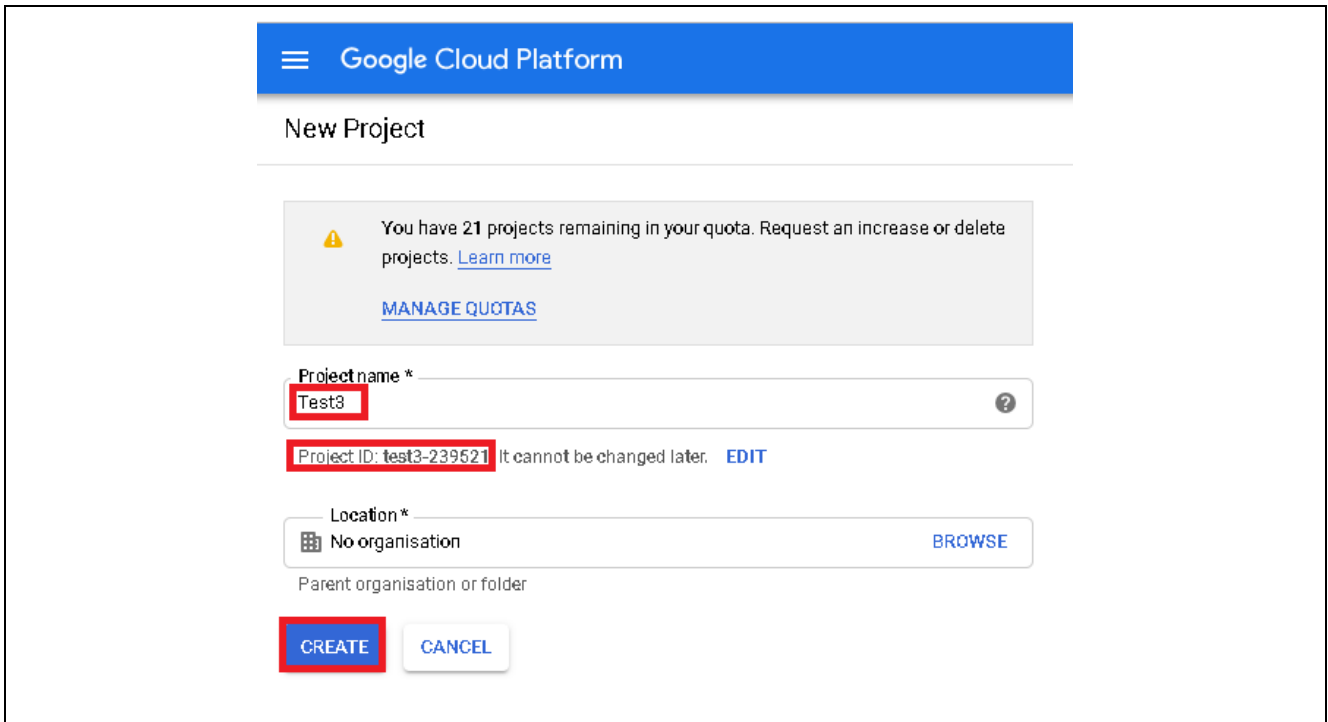 Google Cloud Platform
New Project
You have 21 projects remaining in your quota. Request an increase or delete
projects. Learn more
MANAGE QUOTAS
Project name *
Test3
Project ID: test3-239521 It cannot be changed later. EDIT
Location *
No organisation BROWSE
Parent organisation or folder
CREATE CANCEL